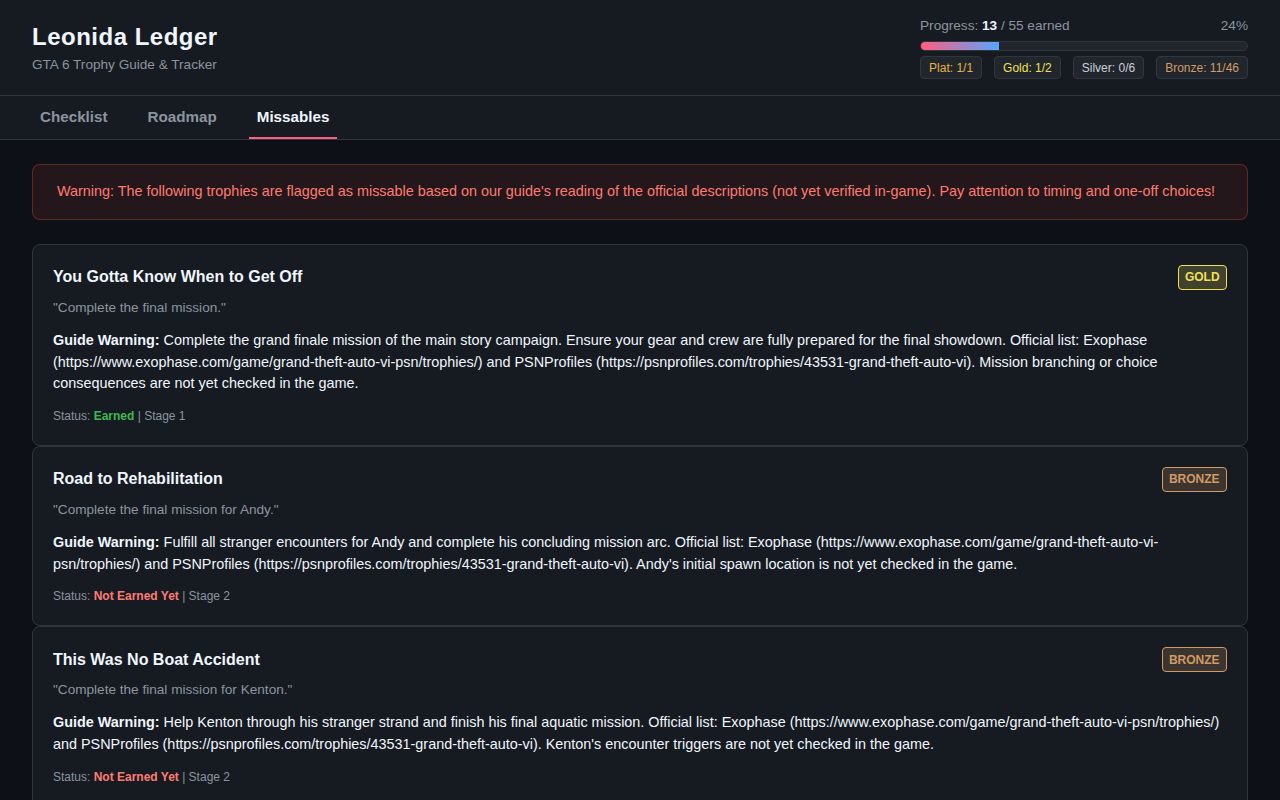 Leonida Ledger
GTA 6 Trophy Guide & Tracker
Progress: 13 / 55 earned
24%
Plat: 1/1
Gold: 1/2
Silver: 0/6
Bronze: 11/46
Checklist
Roadmap
Missables
Warning: The following trophies are flagged as missable based on our guide's reading of the official descriptions (not yet verified in-game). Pay attention to timing and one-off choices!
You Gotta Know When to Get Off
GOLD
"Complete the final mission."
Guide Warning: Complete the grand finale mission of the main story campaign. Ensure your gear and crew are fully prepared for the final showdown. Official list: Exophase
(https://www.exophase.com/game/grand-theft-auto-vi-psn/trophies/) and PSNProfiles (https://psnprofiles.com/trophies/43531-grand-theft-auto-vi). Mission branching or choice
consequences are not yet checked in the game.
Status: Earned | Stage 1
Road to Rehabilitation
BRONZE
"Complete the final mission for Andy."
Guide Warning: Fulfill all stranger encounters for Andy and complete his concluding mission arc. Official list: Exophase (https://www.exophase.com/game/grand-theft-auto-vi-
psn/trophies/) and PSNProfiles (https://psnprofiles.com/trophies/43531-grand-theft-auto-vi). Andy's initial spawn location is not yet checked in the game.
Status: Not Earned Yet | Stage 2
This Was No Boat Accident
BRONZE
"Complete the final mission for Kenton."
Guide Warning: Help Kenton through his stranger strand and finish his final aquatic mission. Official list: Exophase (https://www.exophase.com/game/grand-theft-auto-vi-psn/trophies/)
and PSNProfiles (https://psnprofiles.com/trophies/43531-grand-theft-auto-vi). Kenton's encounter triggers are not yet checked in the game.
Status: Not Earned Yet | Stage 2